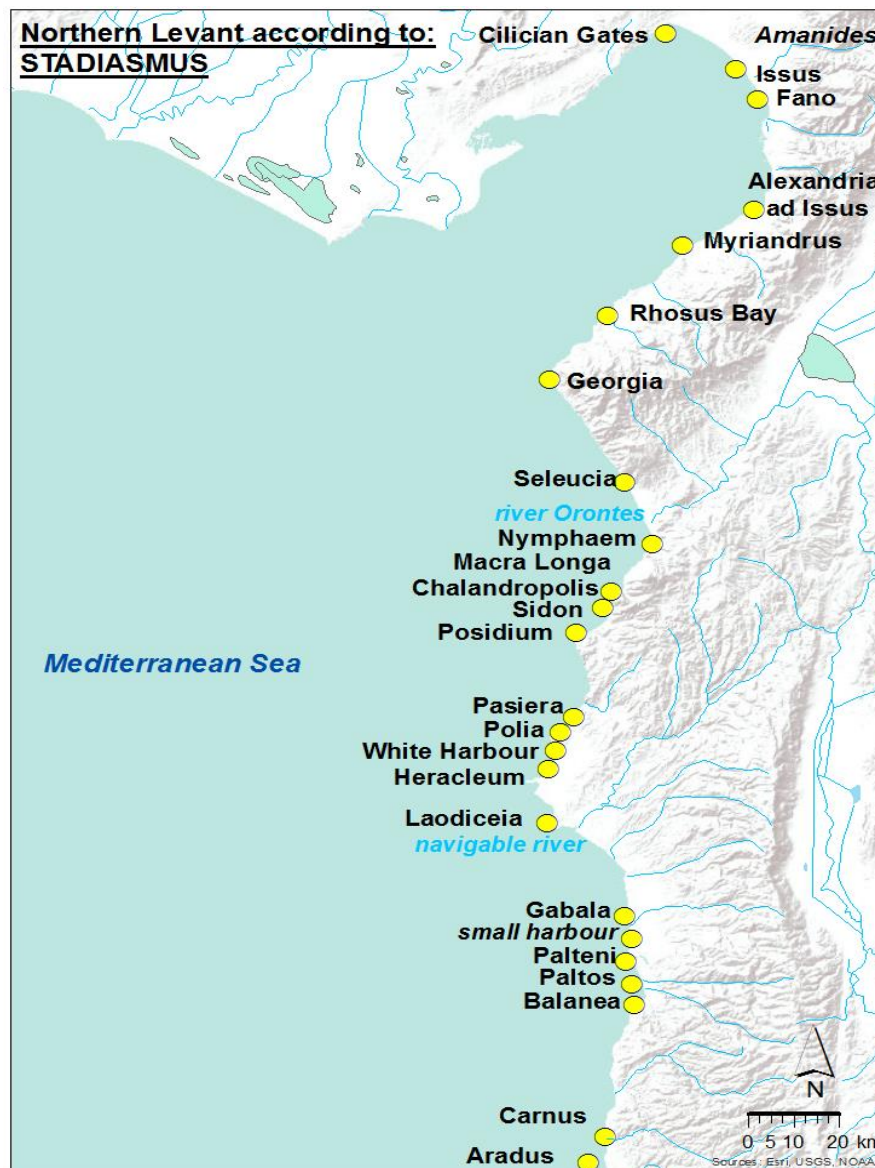 Northern Levant according to:
STADIASMUS
Cilician Gates
Amanides
Issus
Fano
Alexandria
ad Issus
Myriandrus
Rhosus Bay
Georgia
Seleucia
river Orontes
Nymphaem
Macra Longa
Chalandropolis
Sidon
Posidium
Mediterranean Sea
Pasiera
Polia
White Harbour
Heracleum
Laodiceia
navigable river
Gabala
small harbour
Palteni
Paltos
Balanea
N
Carnus
0 5 10 20 km
Aradus
Sources: Esri, USGS, NOAA